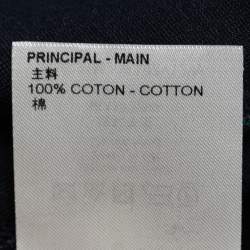 PRINCIPAL - MAIN
主料
100% COTON - COTTON
棉